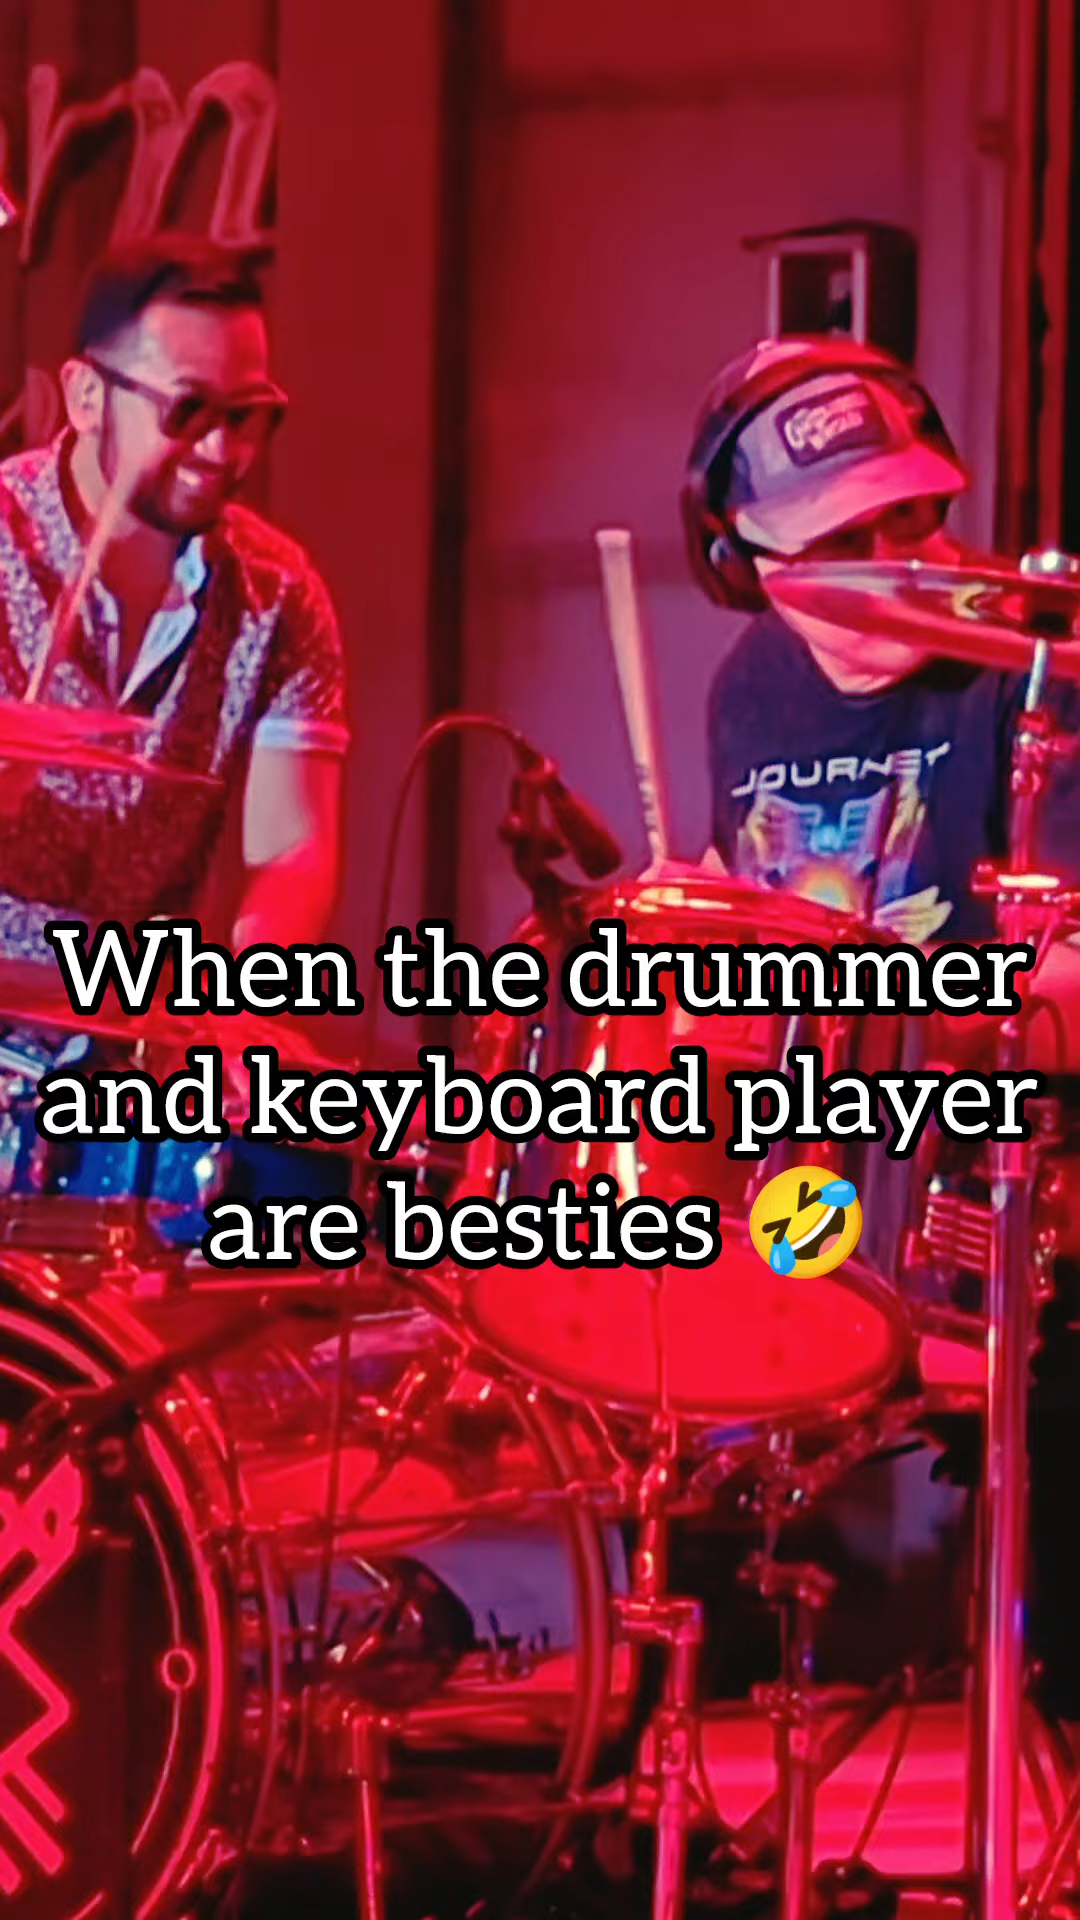 JOURNEY
When the drummer
and keyboard player
are besties 🤣